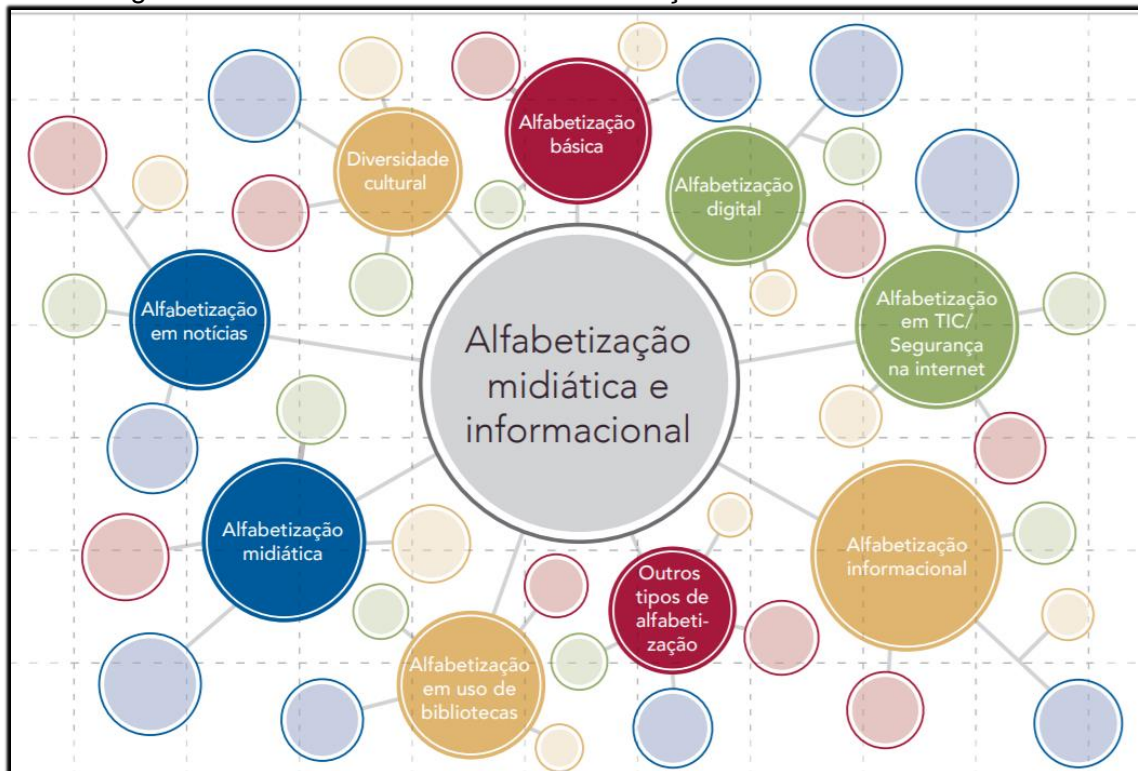 Alfabetização
básica
Diversidade
cultural
Alfabetização
digital
Alfabetização
em notícias
Alfabetização
em TIC/
Segurança
na internet
Alfabetização
midiática e
informacional
Alfabetização
midiática
Alfabetização
informacional
Outros
tipos de
alfabeti-
zação
Alfabetização
em uso de
bibliotecas